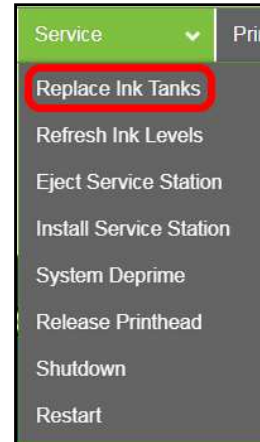 Service Pri
Replace Ink Tanks
Refresh Ink Levels
Eject Service Station
Install Service Station
System Deprime
Release Printhead
Shutdown
Restart